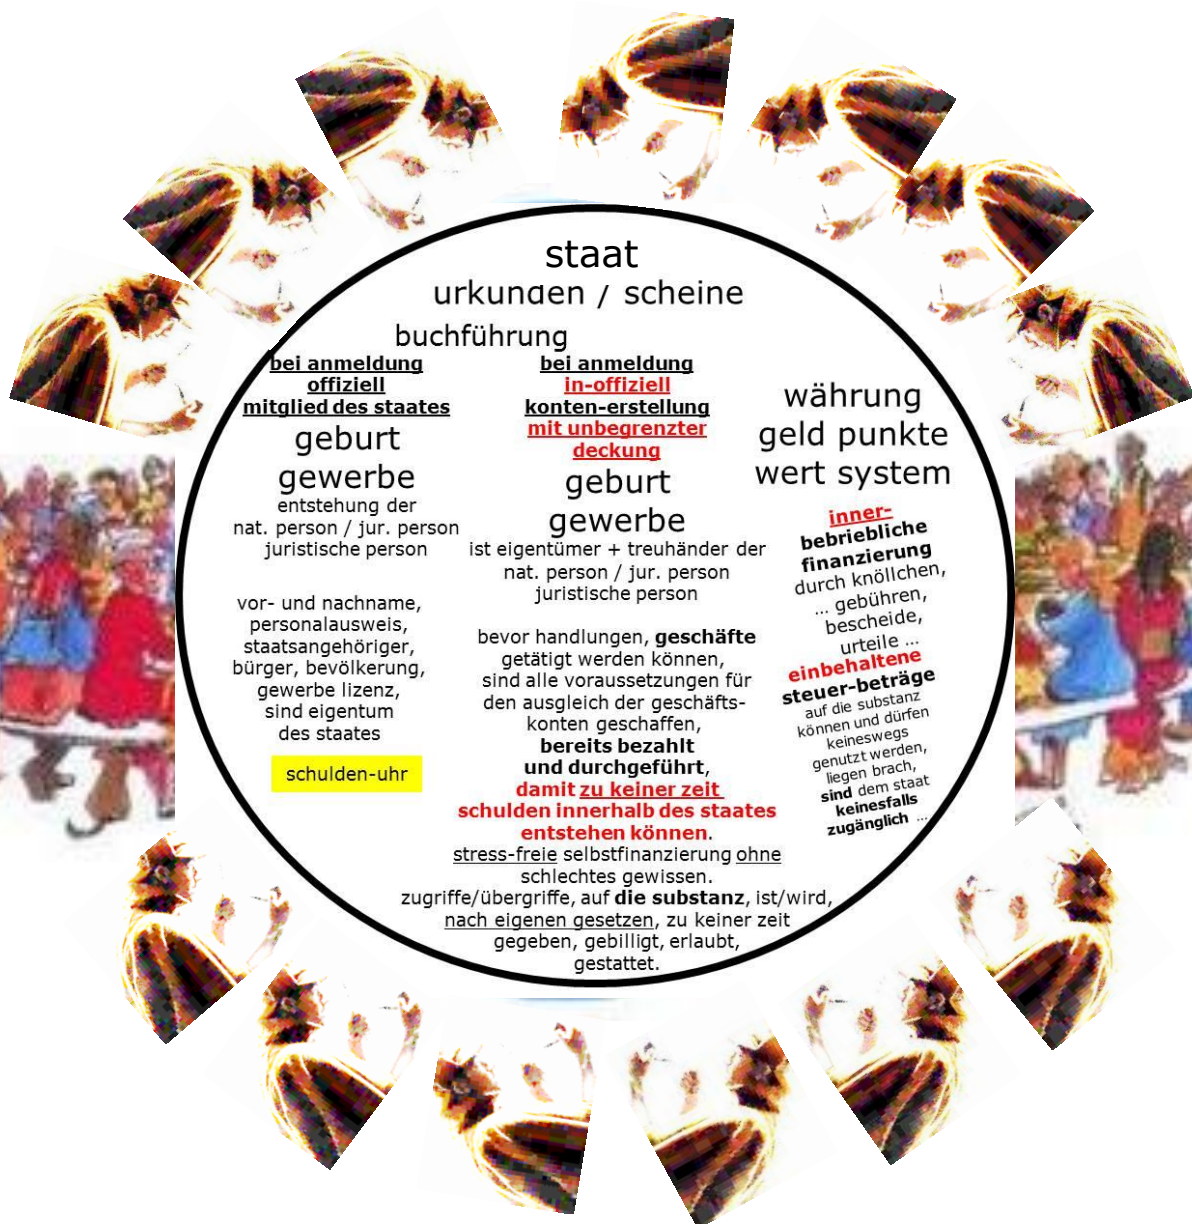 staat
urkunden / scheine
buchführung
bei anmeldung
offiziell
mitglied des staates
geburt
gewerbe
entstehung der
nat. person / jur. person
juristische person
vor- und nachname,
personalausweis,
staatsangehöriger,
bürger, bevölkerung,
gewerbe lizenz,
sind eigentum
des staates
schulden-uhr
bei anmeldung
in-offiziell
konten-erstellung
mit unbegrenzter
deckung
geburt
gewerbe
ist eigentümer + treuhänder der
nat. person / jur. person
juristische person
bevor handlungen, geschäfte
getätigt werden können,
sind alle voraussetzungen für
den ausgleich der geschäfts-
konten geschaffen,
bereits bezahlt
und durchgeführt,
damit zu keiner zeit
schulden innerhalb des staates
entstehen können.
stress-freie selbstfinanzierung ohne
schlechtes gewissen.
zugriffe/übergriffe, auf die substanz, ist/wird,
nach eigenen gesetzen, zu keiner zeit
gegeben, gebilligt, erlaubt,
gestattet.
währung
geld punkte
wert system
inner-
bebriebliche
finanzierung
durch knöllchen,
... gebühren,
bescheide,
urteile ...
einbehaltene
steuer-beträge
auf die substanz
können und dürfen
keineswegs
genutzt werden,
liegen brach,
sind dem staat
keinesfalls
zugänglich ...